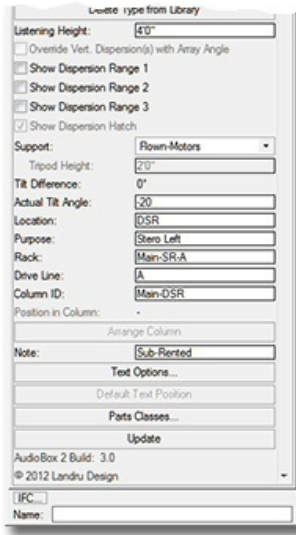 Delete Type from Library
Listening Height: 4'0"
Override Vert. Dispersion(s) with Array Angle
Show Dispersion Range 1
Show Dispersion Range 2
Show Dispersion Range 3
Show Dispersion Hatch
Support: Flown-Motors
Tripod Height: 2'0"
Tilt Difference: 0°
Actual Tilt Angle: -20
Location: DSR
Purpose: Stero Left
Rack: Main-SR-A
Drive Line: A
Column ID: Main-DSR
Position in Column: -
Arrange Column
Note: Sub-Rented
Text Options...
Default Text Position
Parts Classes...
Update
AudioBox 2 Build: 3.0
© 2012 Landru Design
IFC...
Name: